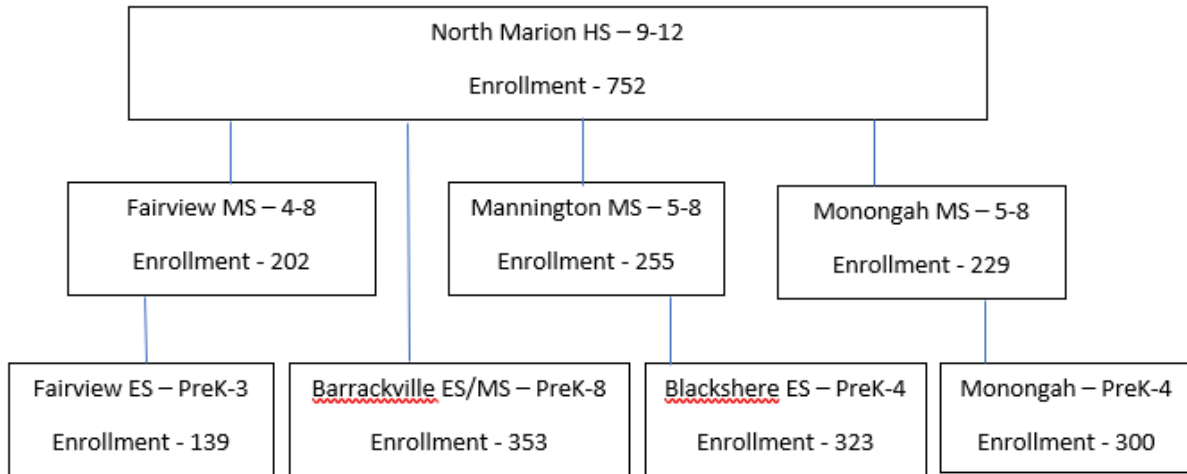 North Marion HS – 9-12
Enrollment - 752
Fairview MS – 4-8
Enrollment - 202
Mannington MS – 5-8
Enrollment - 255
Monongah MS – 5-8
Enrollment - 229
Fairview ES – PreK-3
Enrollment - 139
Barrackville ES/MS – PreK-8
Enrollment - 353
Blackshere ES – PreK-4
Enrollment - 323
Monongah – PreK-4
Enrollment - 300